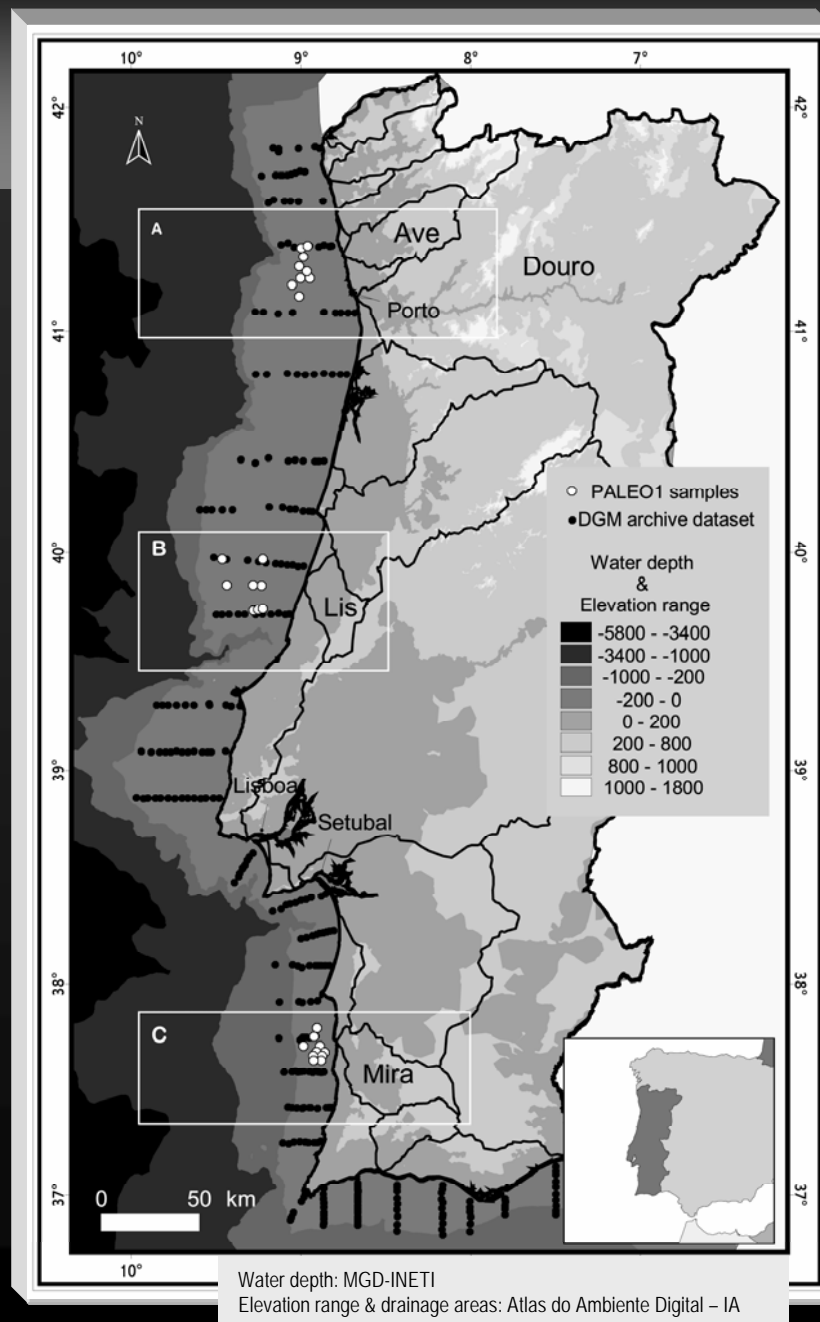 10°
9°
8°
7°
42°
42°
N
A
Ave
Douro
Porto
41°
41°
PALEO1 samples
DGM archive dataset
40°
40°
B
Water depth
&
Elevation range
Lis
-5800 - -3400
-3400 - -1000
-1000 - -200
-200 - 0
0 - 200
200 - 800
800 - 1000
1000 - 1800
39°
39°
Lisboa
Setubal
38°
38°
C
Mira
37°
37°
0 50 km
10°
Water depth: MGD-INETI
Elevation range & drainage areas: Atlas do Ambiente Digital – IA